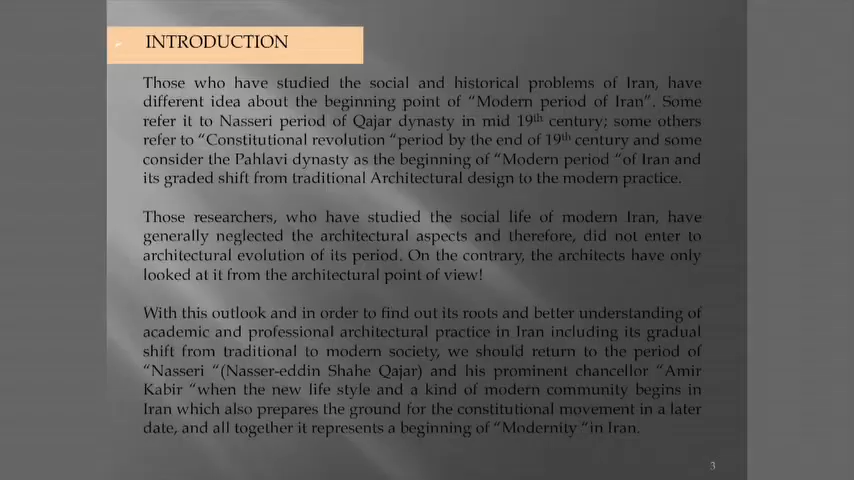 INTRODUCTION
Those who have studied the social and historical problems of Iran, have
different idea about the beginning point of “Modern period of Iran”. Some
refer it to Nasseri period of Qajar dynasty in mid 19th century; some others
refer to “Constitutional revolution “period by the end of 19th century and some
consider the Pahlavi dynasty as the beginning of “Modern period “of Iran and
its graded shift from traditional Architectural design to the modern practice.
Those researchers, who have studied the social life of modern Iran, have
generally neglected the architectural aspects and therefore, did not enter to
architectural evolution of its period. On the contrary, the architects have only
looked at it from the architectural point of view!
With this outlook and in order to find out its roots and better understanding of
academic and professional architectural practice in Iran including its gradual
shift from traditional to modern society, we should return to the period of
“Nasseri “(Nasser-eddin Shahe Qajar) and his prominent chancellor “Amir
Kabir “when the new life style and a kind of modern community begins in
Iran which also prepares the ground for the constitutional movement in a later
date, and all together it represents a beginning of “Modernity “in Iran.
3